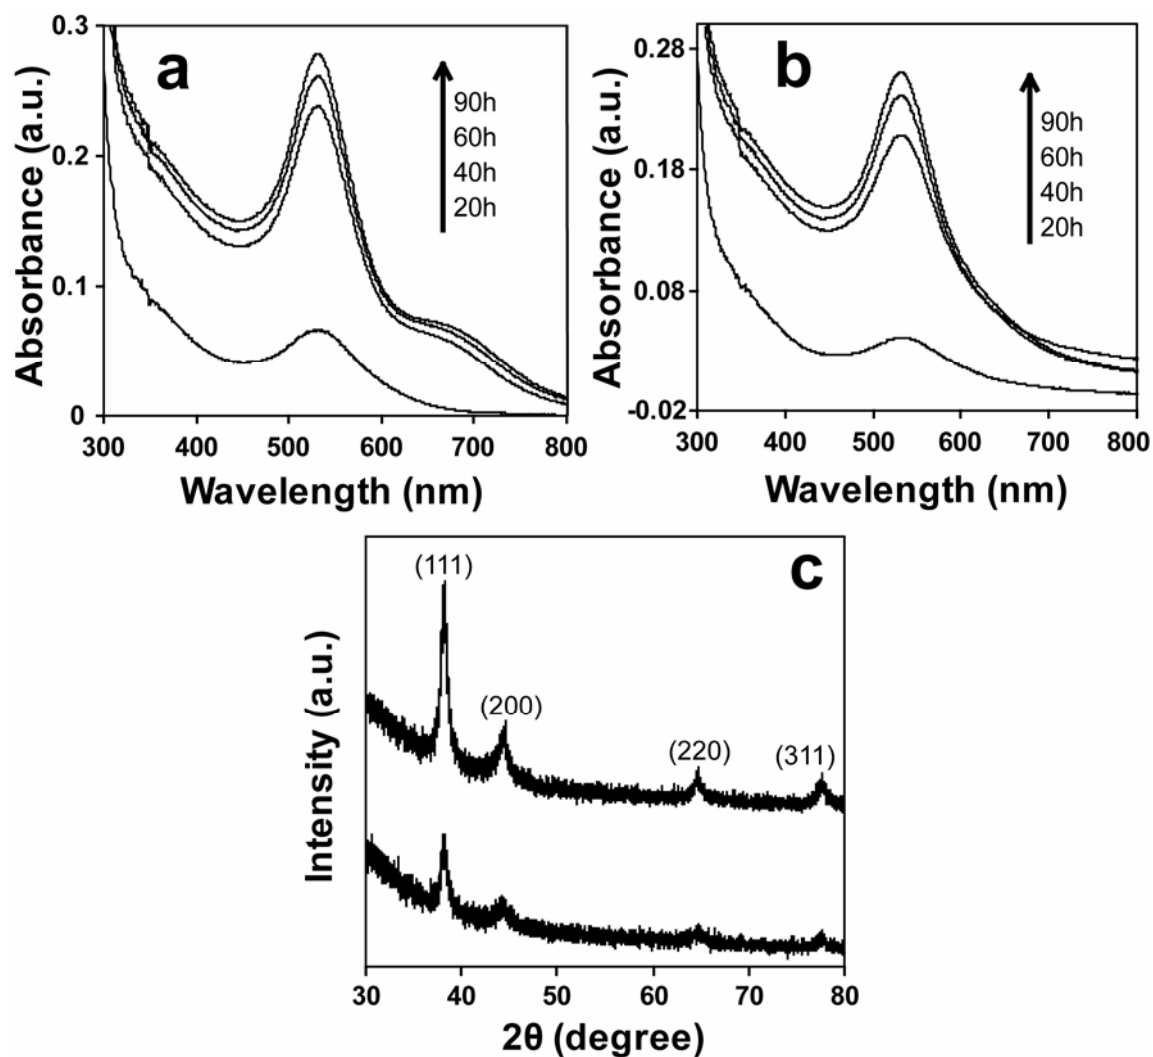 a
Absorbance (a.u.)
0.3
0.2
0.1
0
90h
60h
40h
20h
300 400 500 600 700 800
Wavelength (nm)
b
Absorbance (a.u.)
0.28
0.18
0.08
-0.02
90h
60h
40h
20h
300 400 500 600 700 800
Wavelength (nm)
c
Intensity (a.u.)
(111)
(200)
(220)
(311)
30 40 50 60 70 80
2θ (degree)